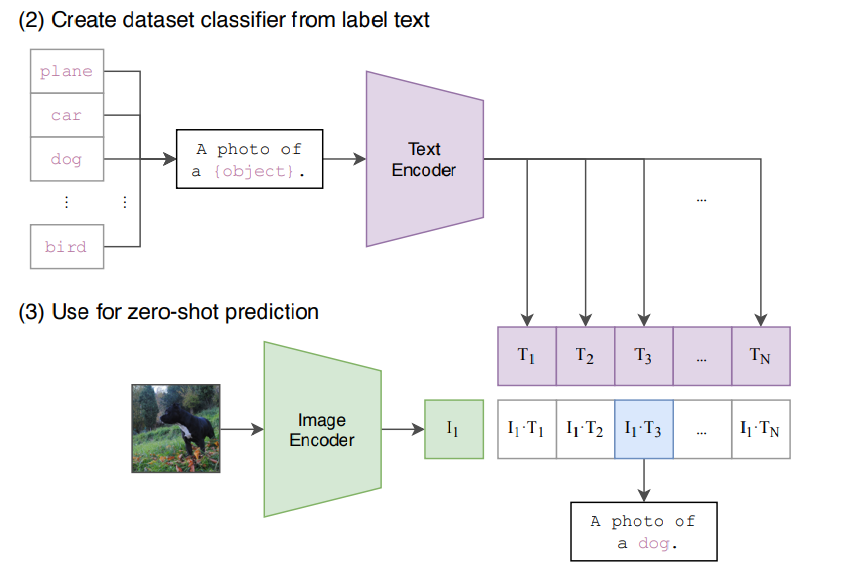 (2) Create dataset classifier from label text
plane
car
dog
⋮ ⋮
bird
A photo of
a {object}.
Text
Encoder
...
(3) Use for zero-shot prediction
Image
Encoder
I₁
T₁ T₂ T₃ ... T_N
I₁·T₁ I₁·T₂ I₁·T₃ ... I₁·T_N
A photo of
a dog.